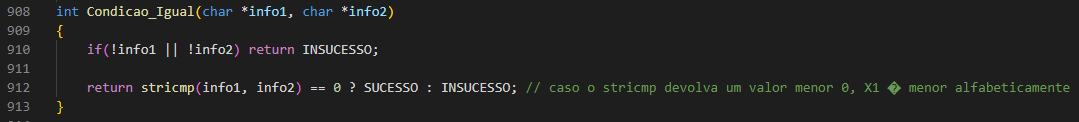 908 int Condicao_Igual(char *info1, char *info2)
909 {
910 if(!info1 || !info2) return INSUCESSO;
911
912 return stricmp(info1, info2) == 0 ? SUCESSO : INSUCESSO; // caso o stricmp devolva um valor menor 0, X1 � menor alfabeticamente
913 }